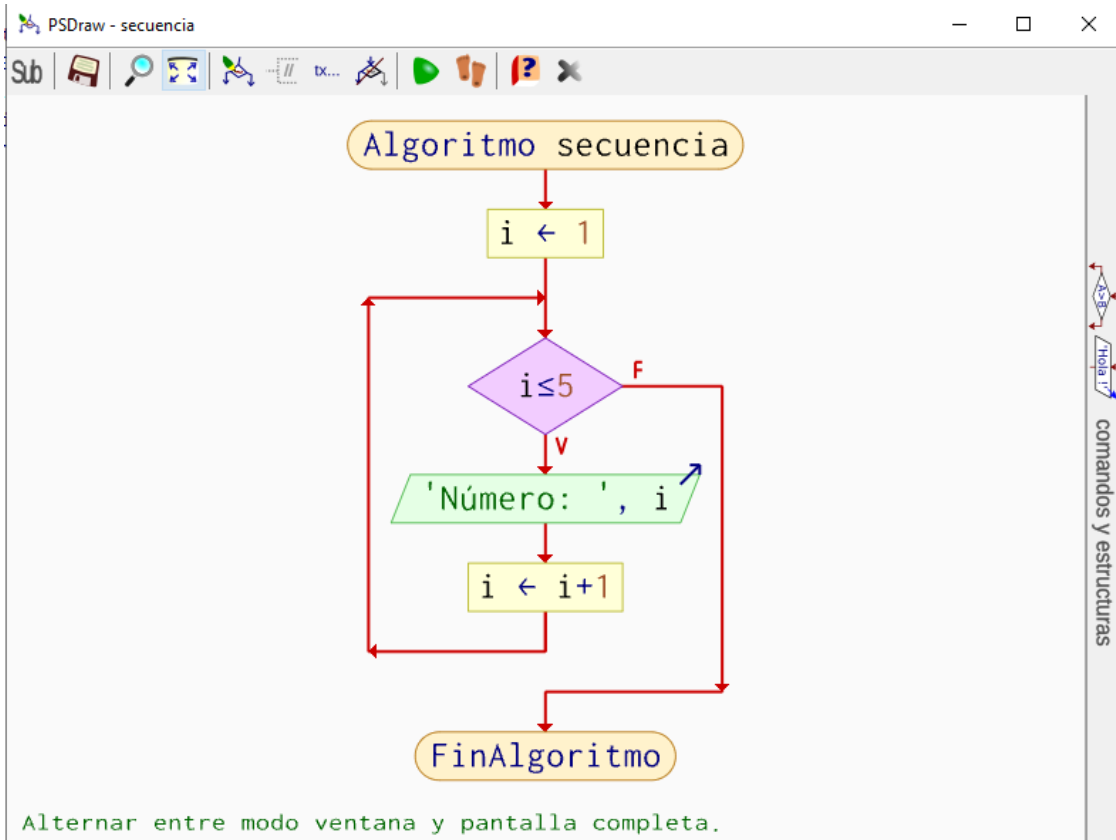 PSDraw - secuencia
Sub
//
tx...
?
Algoritmo secuencia
i ← 1
i≤5
F
V
'Número: ', i
i ← i+1
FinAlgoritmo
A>B
'Hola !'
comandos y estructuras
Alternar entre modo ventana y pantalla completa.